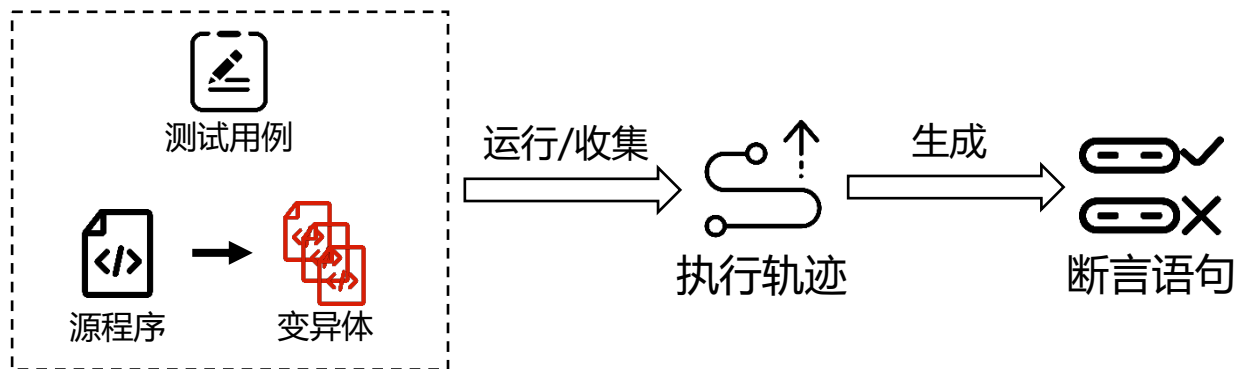 测试用例
源程序
变异体
运行/收集
执行轨迹
生成
断言语句